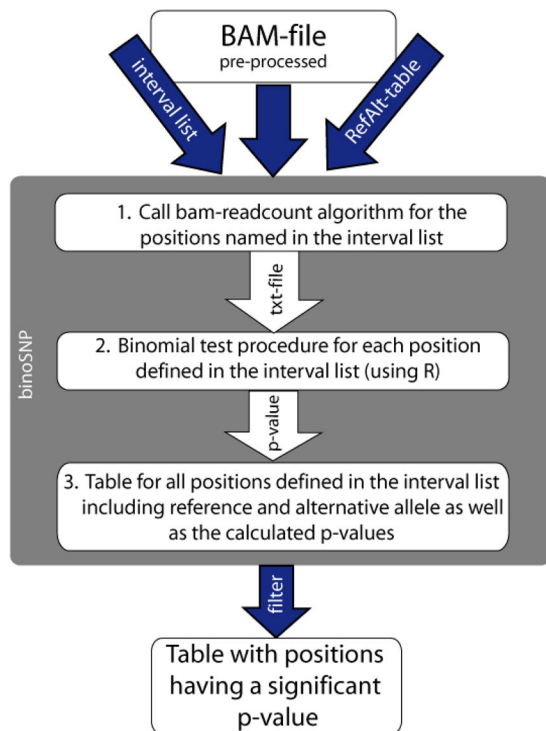 BAM-file
pre-processed
interval list
RefAlt-table
binoSNP
1. Call bam-readcount algorithm for the
positions named in the interval list
txt-file
2. Binomial test procedure for each position
defined in the interval list (using R)
p-value
3. Table for all positions defined in the interval list
including reference and alternative allele as well
as the calculated p-values
filter
Table with positions
having a significant
p-value